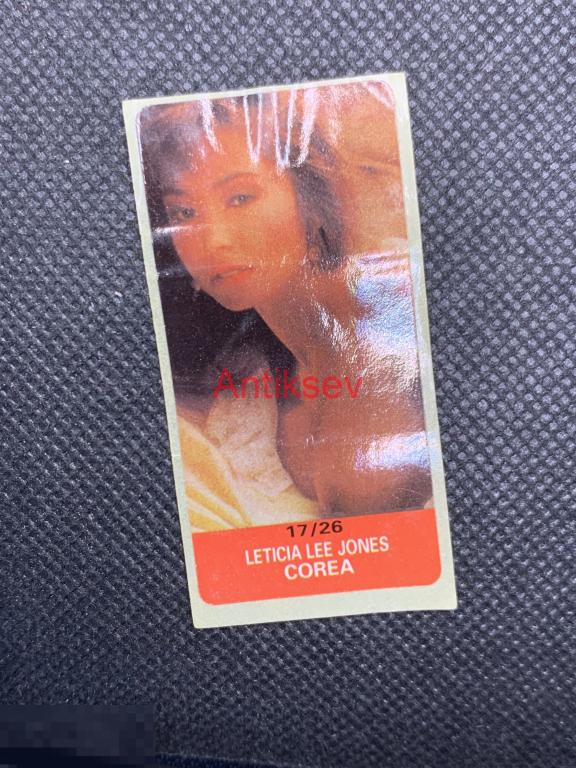 Antiksev
17/26
LETICIA LEE JONES
COREA